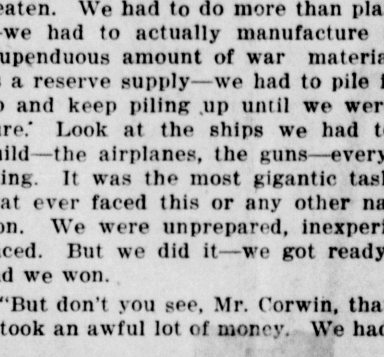 eaten. We had to do more than pla
—we had to actually manufacture
upenduous amount of war materia
a reserve supply—we had to pile
and keep piling up until we wer
re. Look at the ships we had t
ild—the airplanes, the guns—every
ing. It was the most gigantic tas
at ever faced this or any other na
on. We were unprepared, inexperi
ced. But we did it—we got ready
d we won.
"But don't you see, Mr. Corwin, tha
took an awful lot of money. We had